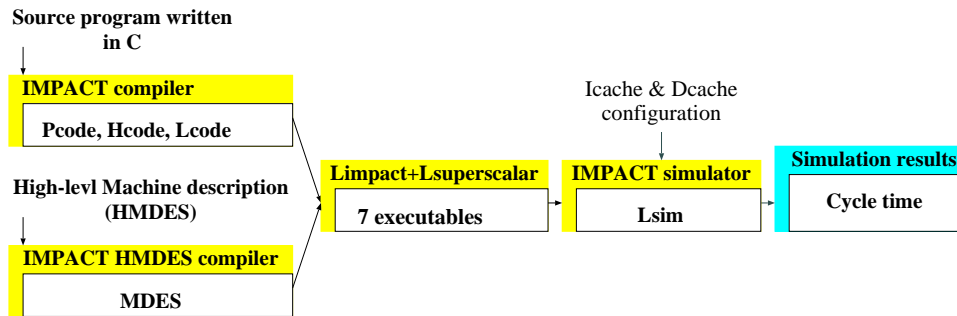 Source program written
in C
IMPACT compiler
Pcode, Hcode, Lcode
High-levl Machine description
(HMDES)
IMPACT HMDES compiler
MDES
Limpact+Lsuperscalar
7 executables
Icache & Dcache
configuration
IMPACT simulator
Lsim
Simulation results
Cycle time